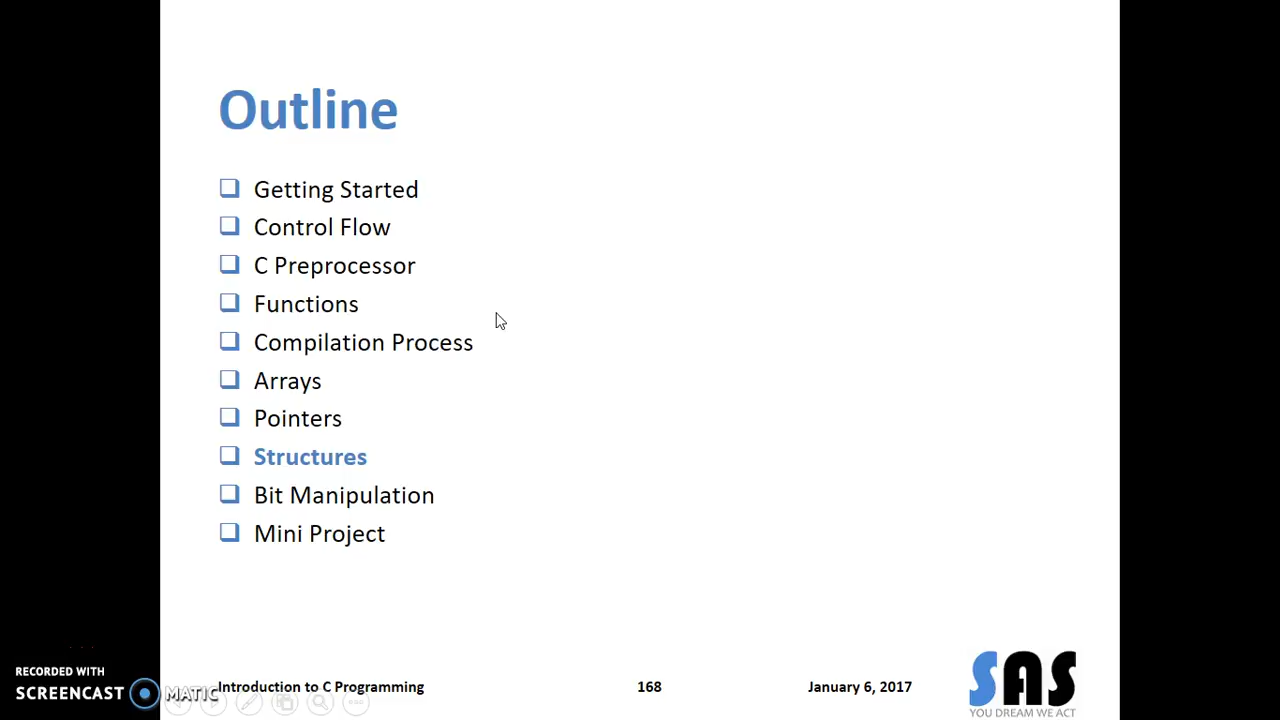 Outline
Getting Started
Control Flow
C Preprocessor
Functions
Compilation Process
Arrays
Pointers
Structures
Bit Manipulation
Mini Project
RECORDED WITH
SCREENCAST MATIC
Introduction to C Programming
168
January 6, 2017
SAS
YOU DREAM WE ACT